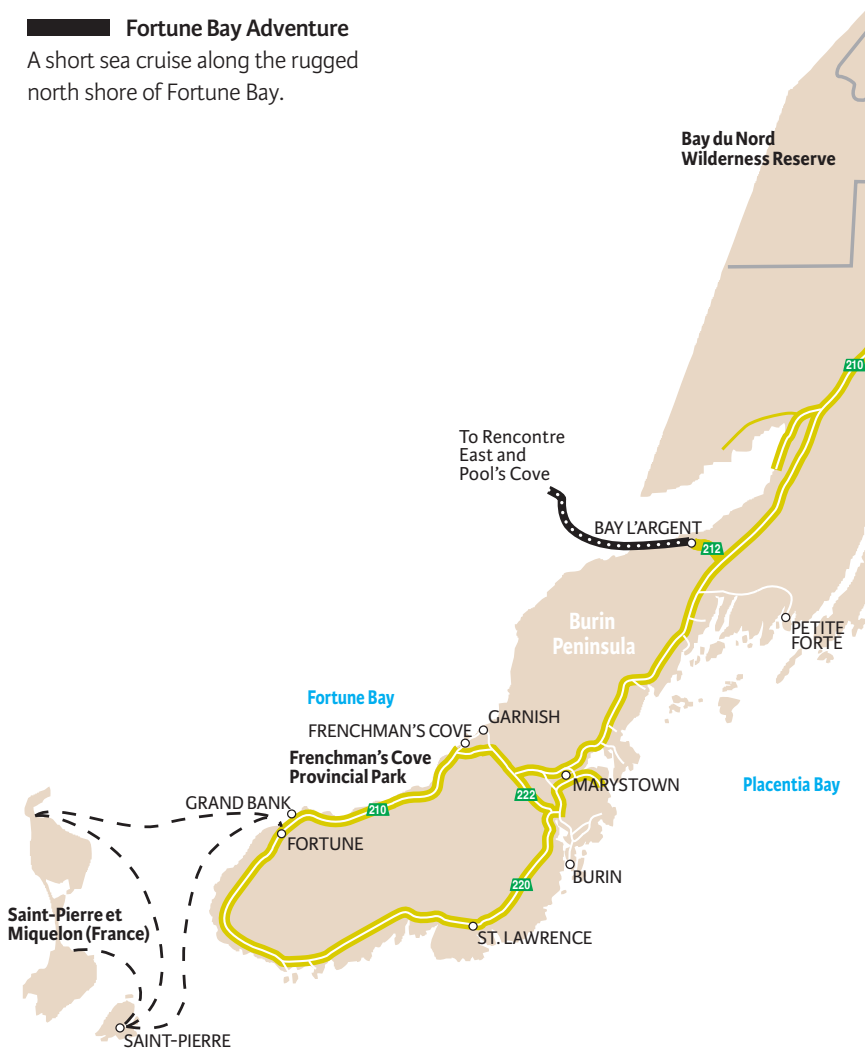 Fortune Bay Adventure
A short sea cruise along the rugged
north shore of Fortune Bay.
Bay du Nord
Wilderness Reserve
210
To Rencontre
East and
Pool's Cove
BAY L'ARGENT
212
Burin
Peninsula
PETITE
FORTE
Fortune Bay
GARNISH
FRENCHMAN'S COVE
Frenchman's Cove
Provincial Park
MARYSTOWN
Placentia Bay
222
GRAND BANK
210
FORTUNE
BURIN
220
Saint-Pierre et
Miquelon (France)
ST. LAWRENCE
SAINT-PIERRE